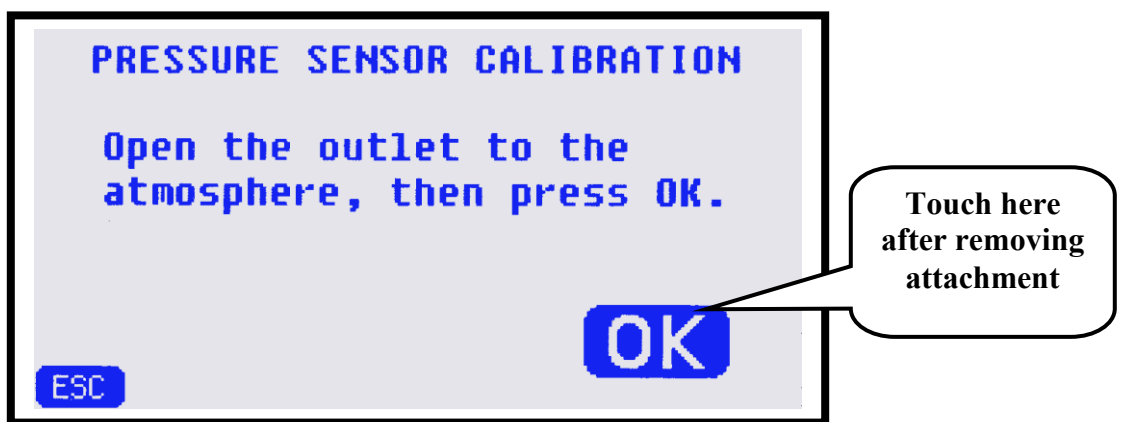 PRESSURE SENSOR CALIBRATION
Open the outlet to the
atmosphere, then press OK.
Touch here
after removing
attachment
OK
ESC